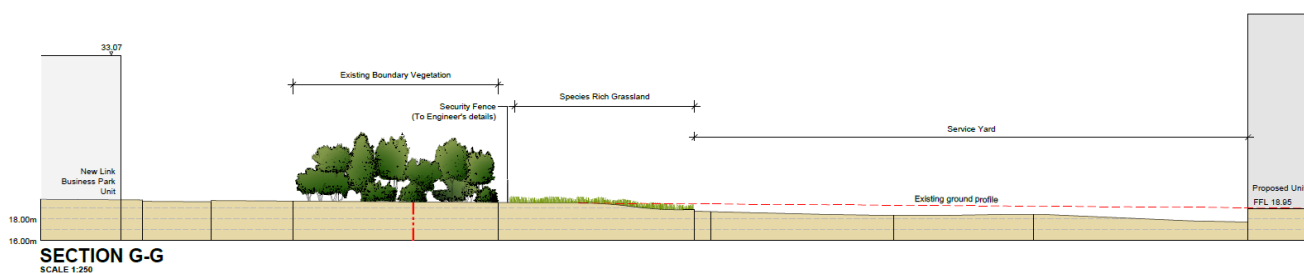 33.07
Existing Boundary Vegetation
Species Rich Grassland
Security Fence
(To Engineer's details)
Service Yard
New Link
Business Park
Unit
Existing ground profile
Proposed Unit
FFL 18.95
18.00m
16.00m
SECTION G-G
SCALE 1:250